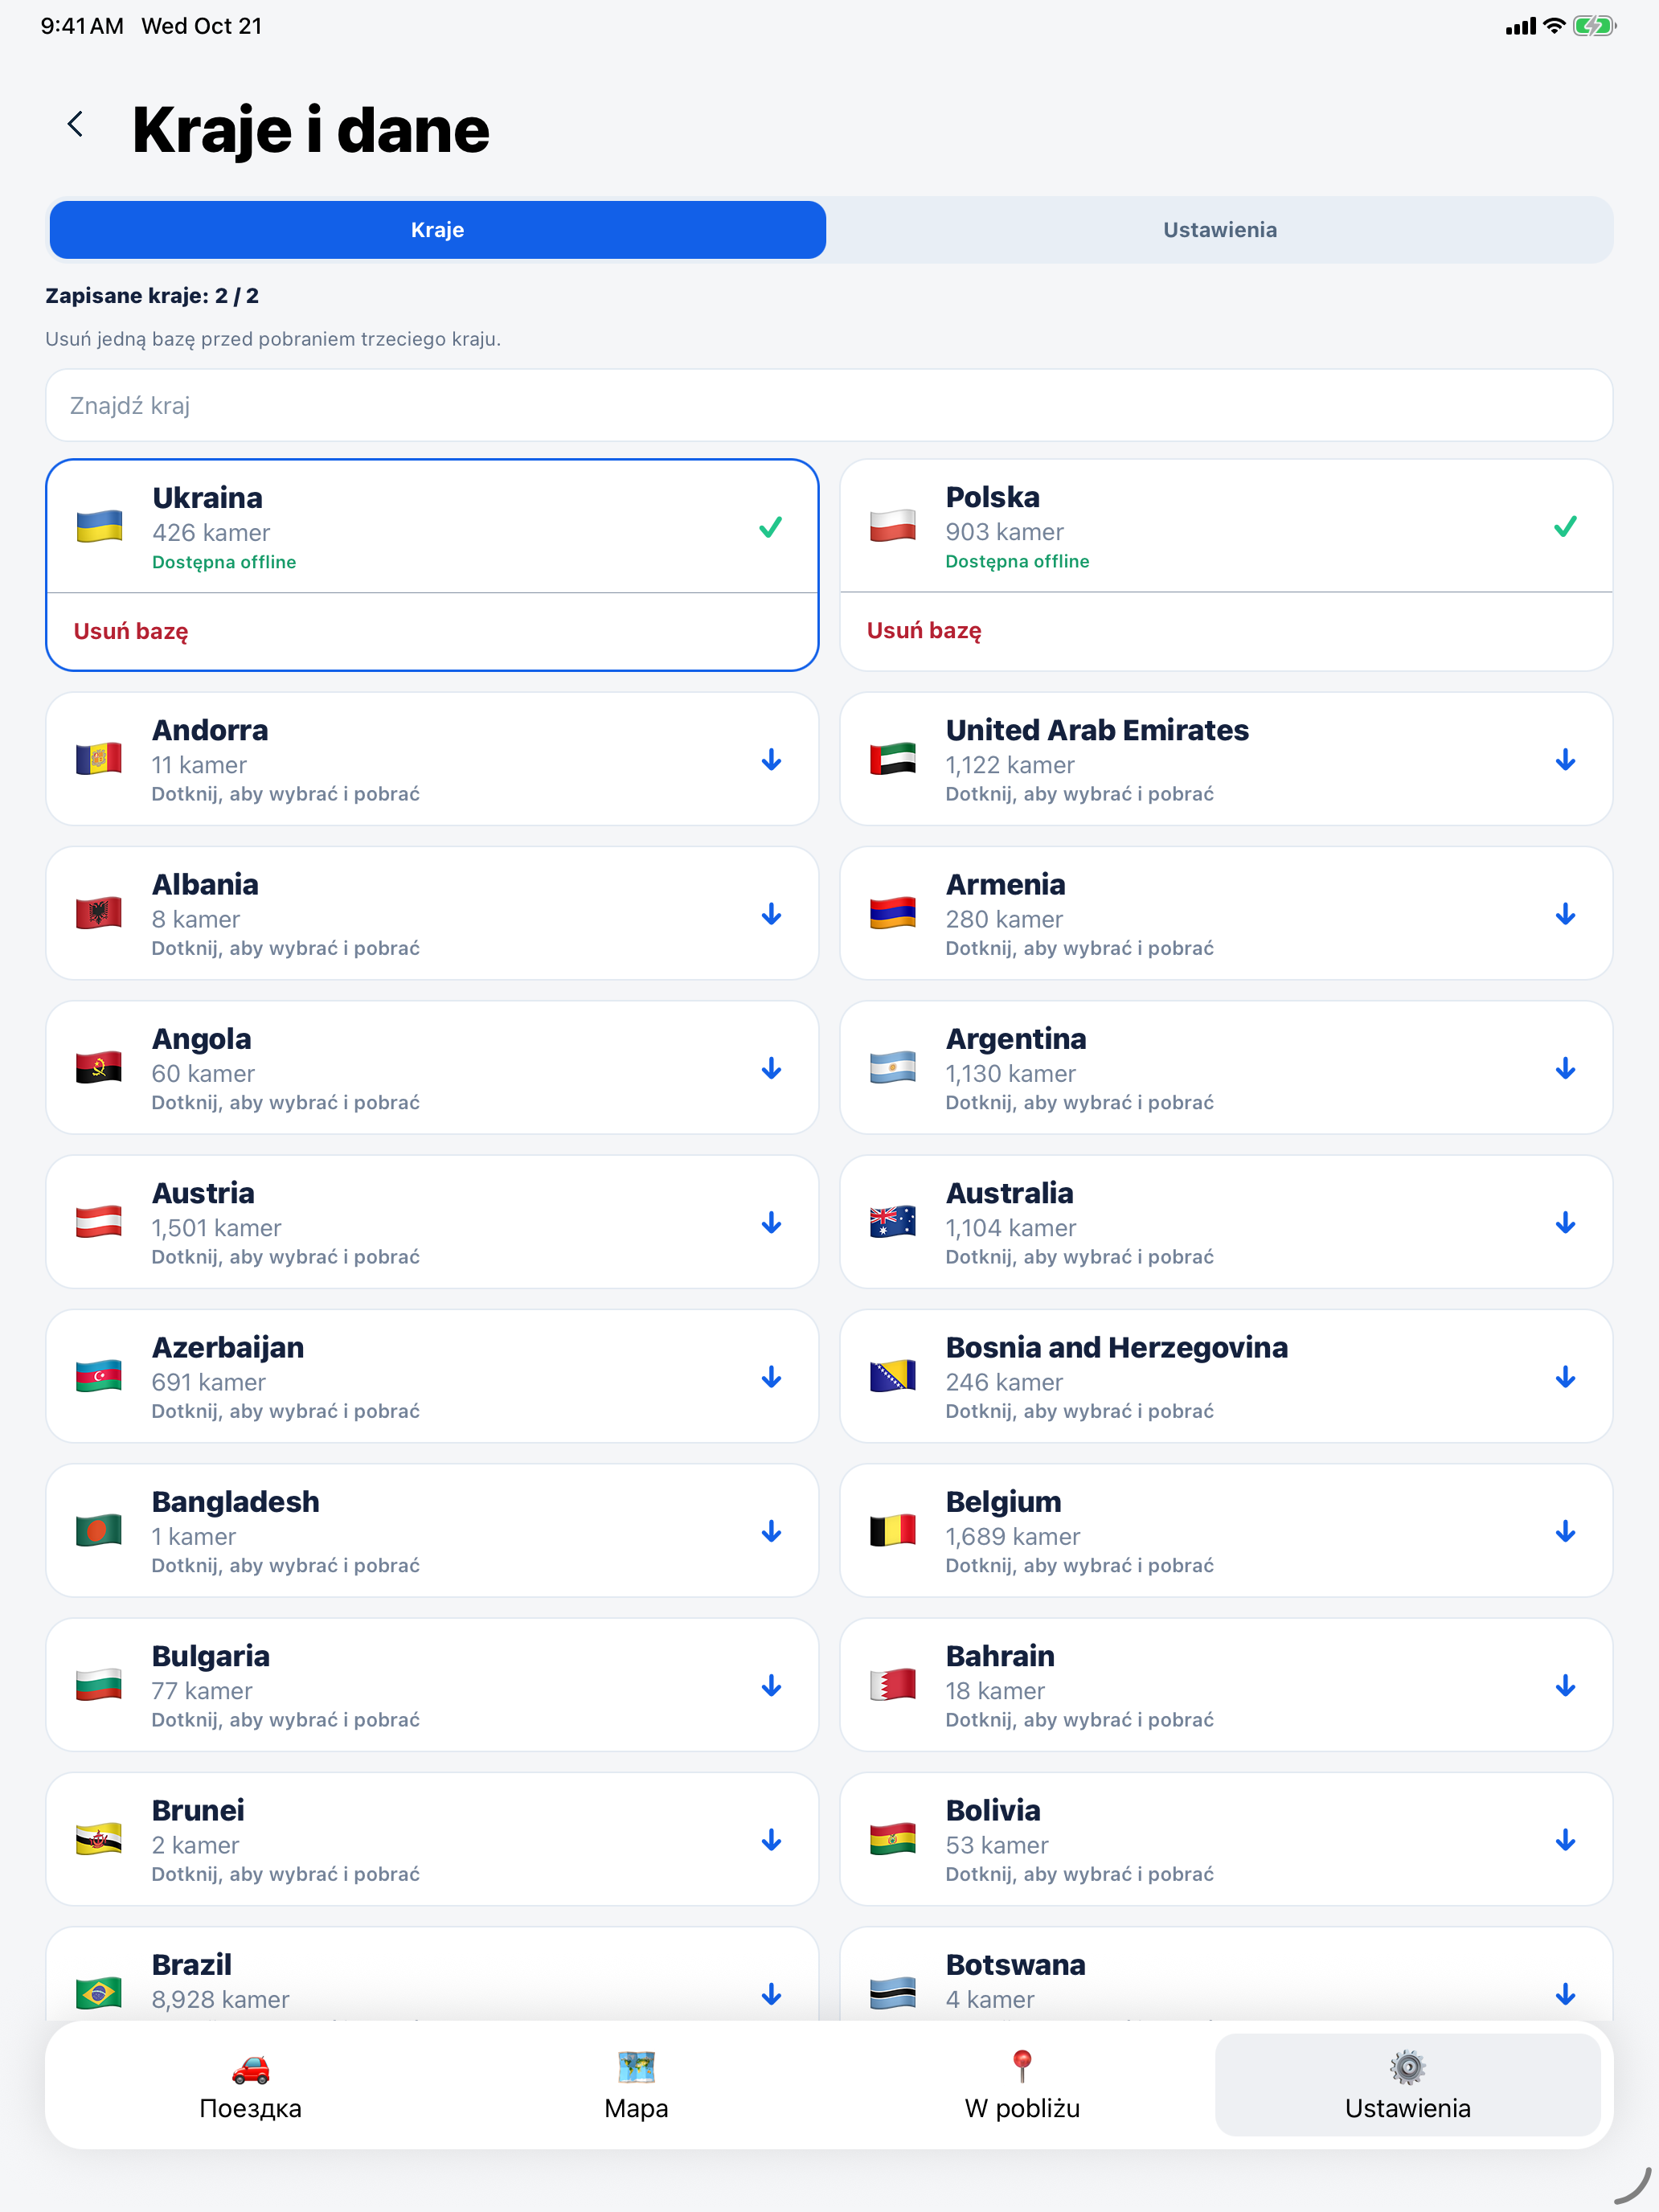 9:41 AM Wed Oct 21
Kraje i dane
Kraje
Ustawienia
Zapisane kraje: 2 / 2
Usuń jedną bazę przed pobraniem trzeciego kraju.
Znajdź kraj
Ukraina
426 kamer
Dostępna offline
Usuń bazę
Polska
903 kamer
Dostępna offline
Usuń bazę
Andorra
11 kamer
Dotknij, aby wybrać i pobrać
United Arab Emirates
1,122 kamer
Dotknij, aby wybrać i pobrać
Albania
8 kamer
Dotknij, aby wybrać i pobrać
Armenia
280 kamer
Dotknij, aby wybrać i pobrać
Angola
60 kamer
Dotknij, aby wybrać i pobrać
Argentina
1,130 kamer
Dotknij, aby wybrać i pobrać
Austria
1,501 kamer
Dotknij, aby wybrać i pobrać
Australia
1,104 kamer
Dotknij, aby wybrać i pobrać
Azerbaijan
691 kamer
Dotknij, aby wybrać i pobrać
Bosnia and Herzegovina
246 kamer
Dotknij, aby wybrać i pobrać
Bangladesh
1 kamer
Dotknij, aby wybrać i pobrać
Belgium
1,689 kamer
Dotknij, aby wybrać i pobrać
Bulgaria
77 kamer
Dotknij, aby wybrać i pobrać
Bahrain
18 kamer
Dotknij, aby wybrać i pobrać
Brunei
2 kamer
Dotknij, aby wybrać i pobrać
Bolivia
53 kamer
Dotknij, aby wybrać i pobrać
Brazil
8,928 kamer
Botswana
4 kamer
Поездка
Mapa
W pobliżu
Ustawienia